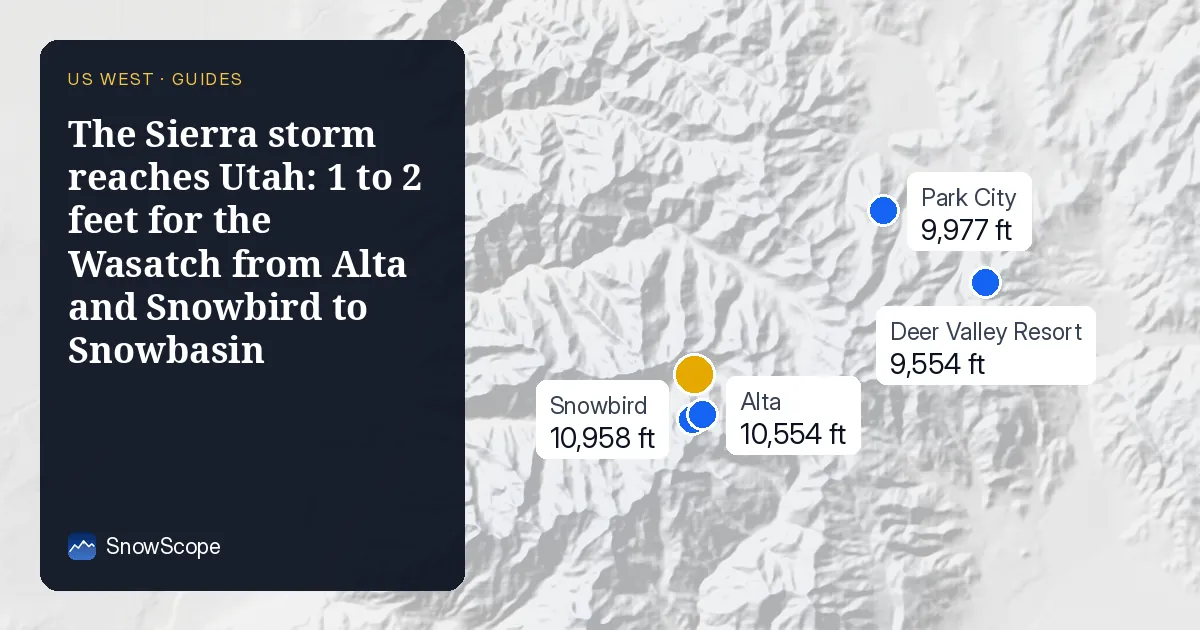 US WEST · GUIDES
The Sierra storm
reaches Utah: 1 to 2
feet for the
Wasatch from Alta
and Snowbird to
Snowbasin
SnowScope
Park City
9,977 ft
Deer Valley Resort
9,554 ft
Snowbird
10,958 ft
Alta
10,554 ft